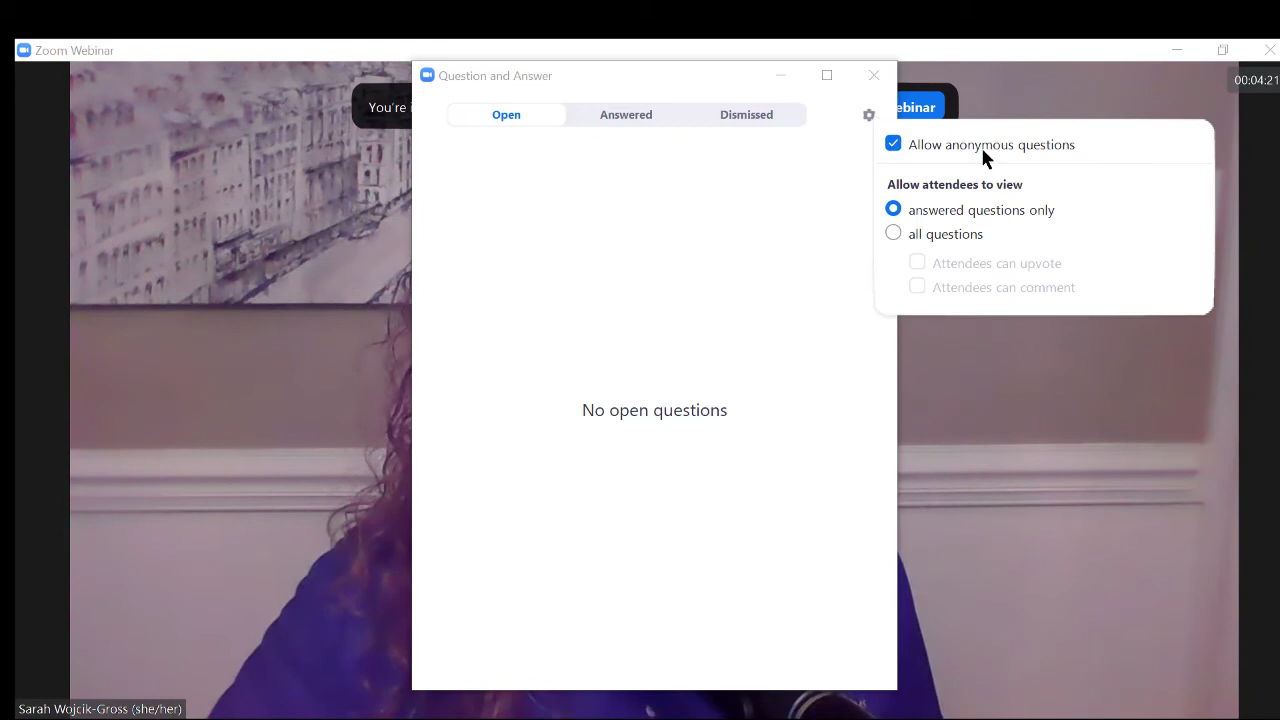 Zoom Webinar
Question and Answer
00:04:21
You're i
ebinar
Open
Answered
Dismissed
Allow anonymous questions
Allow attendees to view
answered questions only
all questions
Attendees can upvote
Attendees can comment
No open questions
Sarah Wojcik-Gross (she/her)